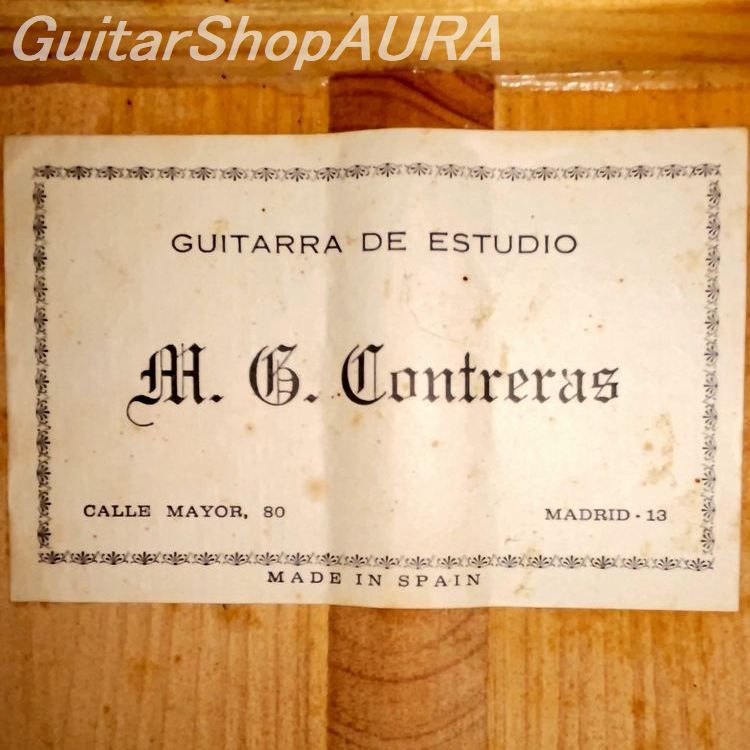 GuitarShopAURA
GUITARRA DE ESTUDIO
M. G. Contreras
CALLE MAYOR, 80 MADRID - 13
MADE IN SPAIN